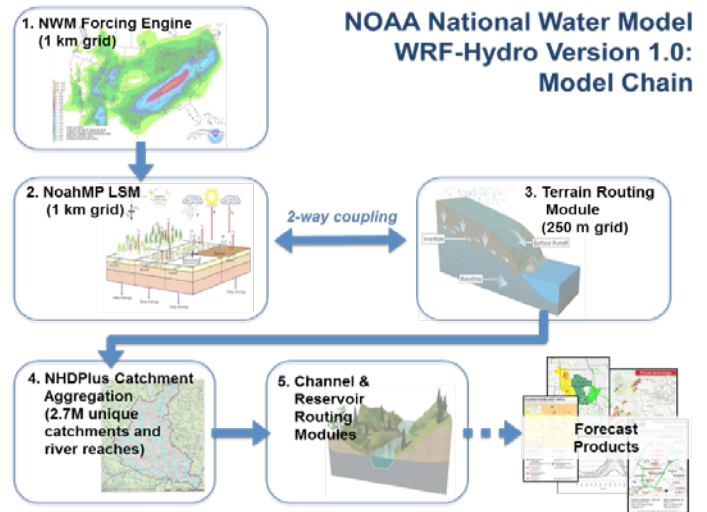 NOAA National Water Model
WRF-Hydro Version 1.0:
Model Chain
1. NWM Forcing Engine
(1 km grid)
2. NoahMP LSM
(1 km grid)
2-way coupling
3. Terrain Routing
Module
(250 m grid)
Interflow
Surface Runoff
Baseflow
4. NHDPlus Catchment
Aggregation
(2.7M unique
catchments and
river reaches)
5. Channel &
Reservoir
Routing
Modules
Forecast
Products